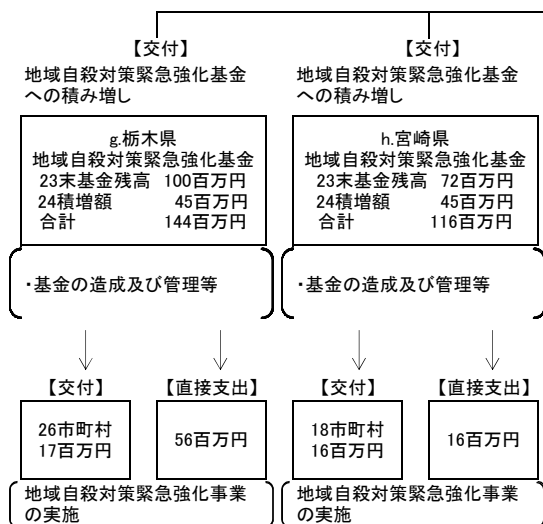 【交付】
地域自殺対策緊急強化基金
への積み増し
g.栃木県
地域自殺対策緊急強化基金
23末基金残高 100百万円
24積増額 45百万円
合計 144百万円
・基金の造成及び管理等
【交付】
26市町村
17百万円
【直接支出】
56百万円
地域自殺対策緊急強化事業
の実施
【交付】
地域自殺対策緊急強化基金
への積み増し
h.宮崎県
地域自殺対策緊急強化基金
23末基金残高 72百万円
24積増額 45百万円
合計 116百万円
・基金の造成及び管理等
【交付】
18市町村
16百万円
【直接支出】
16百万円
地域自殺対策緊急強化事業
の実施